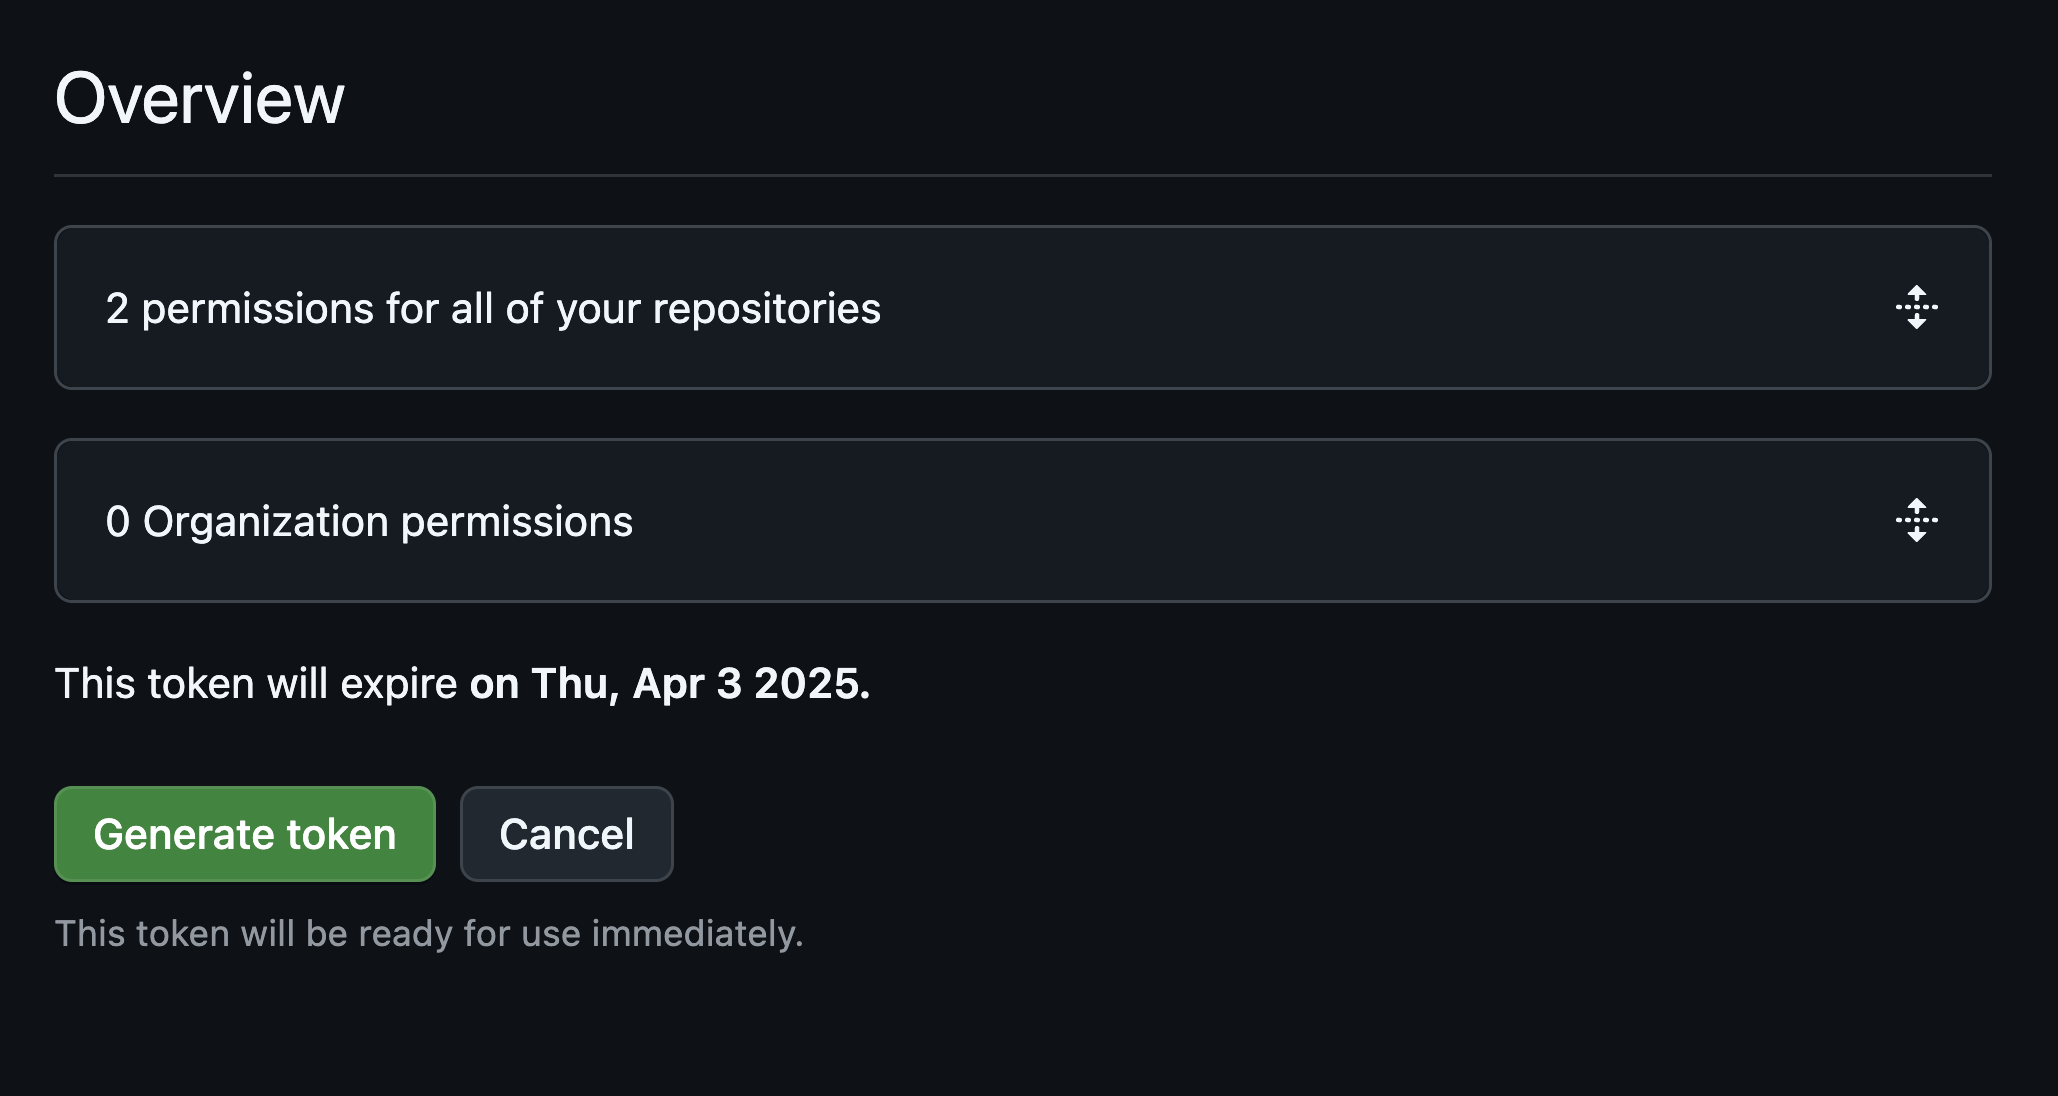 Overview
2 permissions for all of your repositories
0 Organization permissions
This token will expire on Thu, Apr 3 2025.
Generate token
Cancel
This token will be ready for use immediately.